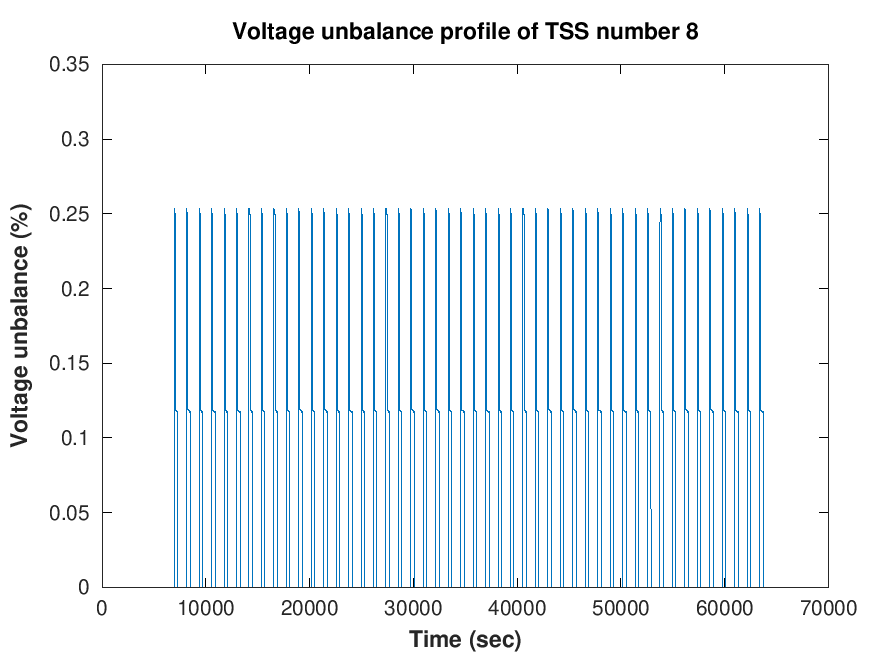 Voltage unbalance profile of TSS number 8
0.35
0.3
0.25
0.2
0.15
0.1
0.05
0
Voltage unbalance (%)
0 10000 20000 30000 40000 50000 60000 70000
Time (sec)